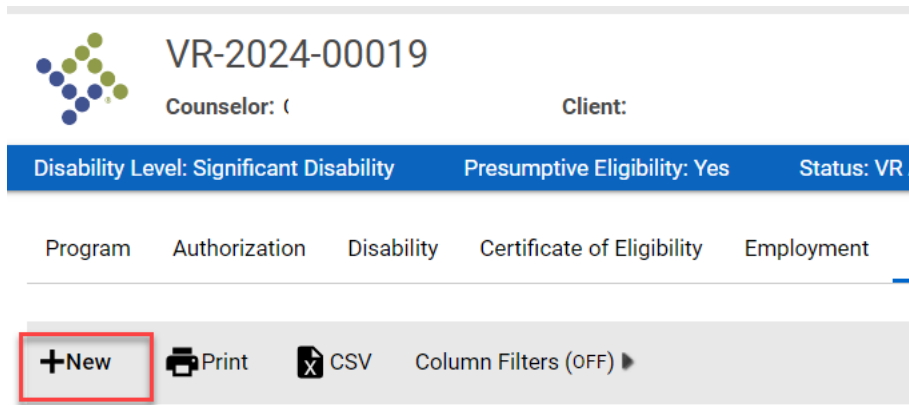 VR-2024-00019
Counselor: Client:
Disability Level: Significant Disability Presumptive Eligibility: Yes Status: VR
Program Authorization Disability Certificate of Eligibility Employment
+New Print CSV Column Filters (OFF)